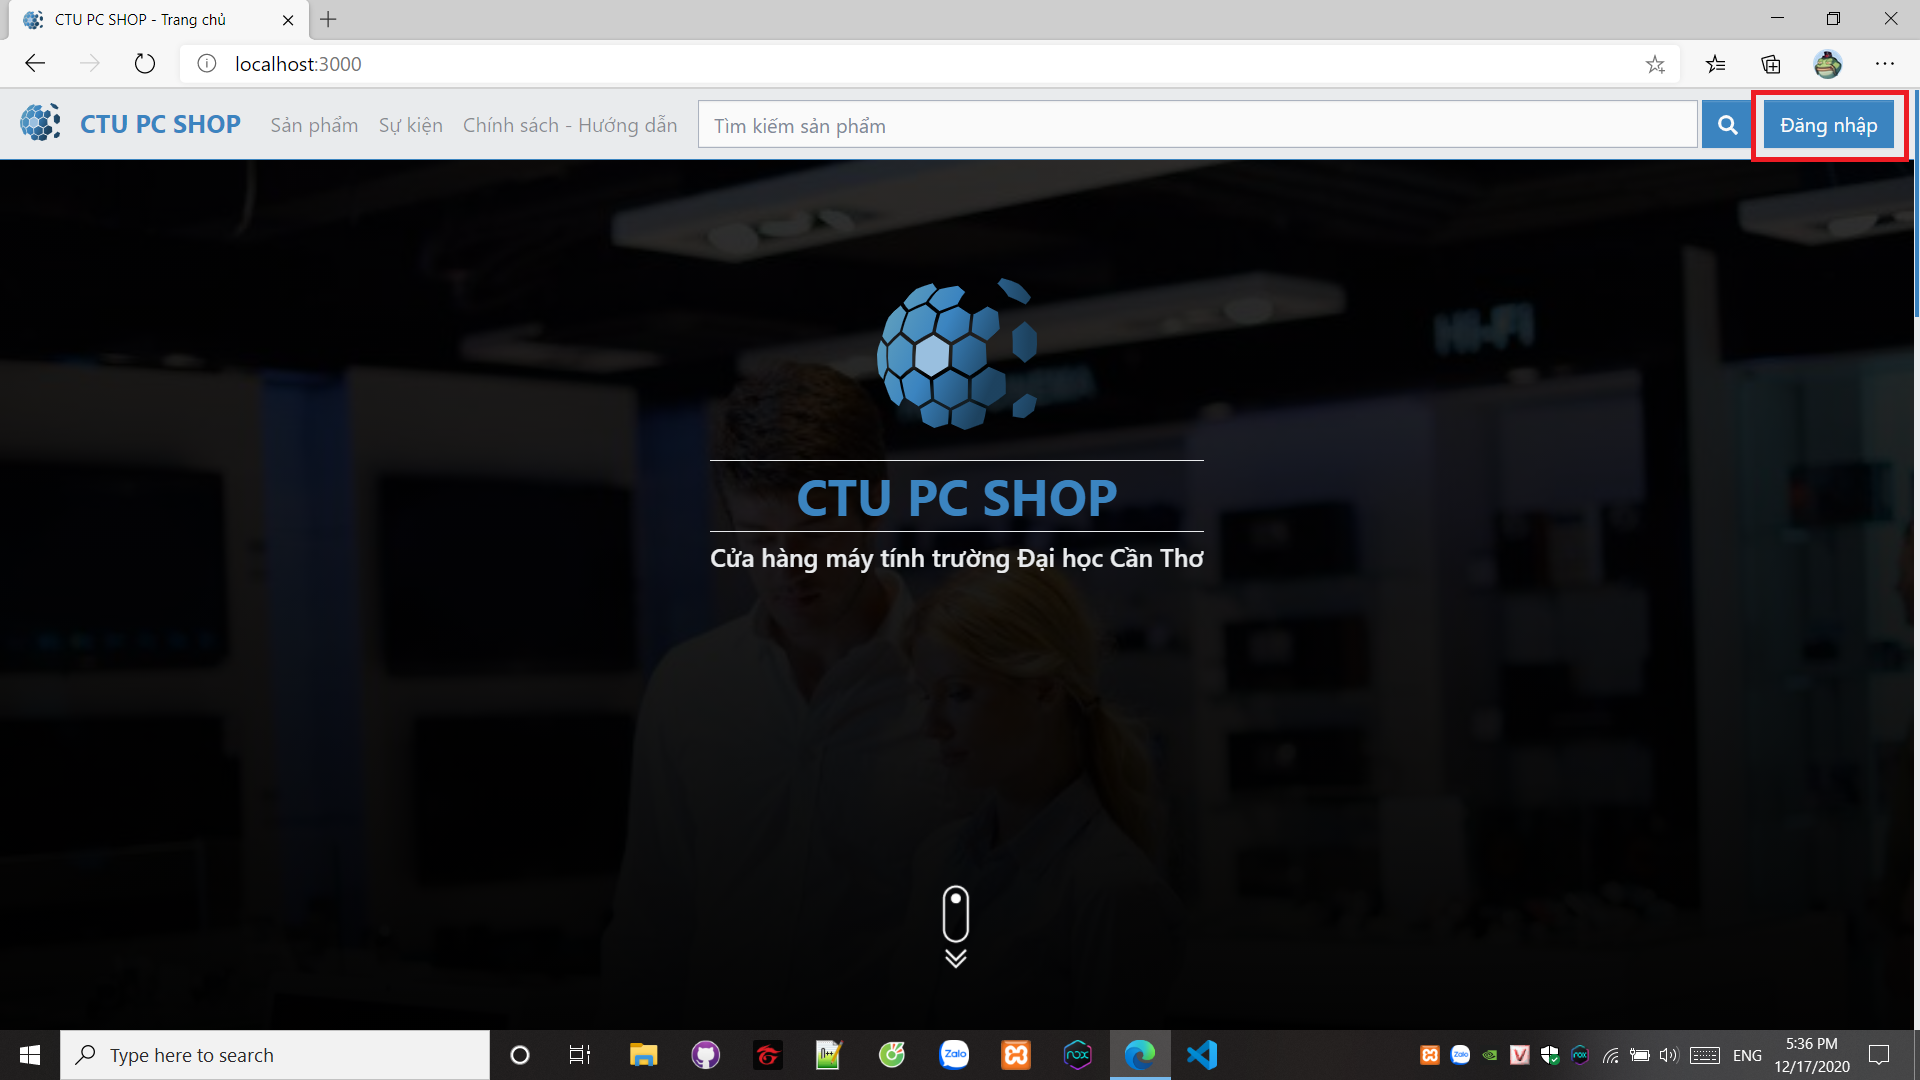 CTU PC SHOP - Trang chủ
localhost:3000
CTU PC SHOP Sản phẩm Sự kiện Chính sách - Hướng dẫn Tìm kiếm sản phẩm Đăng nhập
HI-FI
CTU PC SHOP
Cửa hàng máy tính trường Đại học Cần Thơ
Type here to search
Zalo
nox
ENG
5:36 PM
12/17/2020